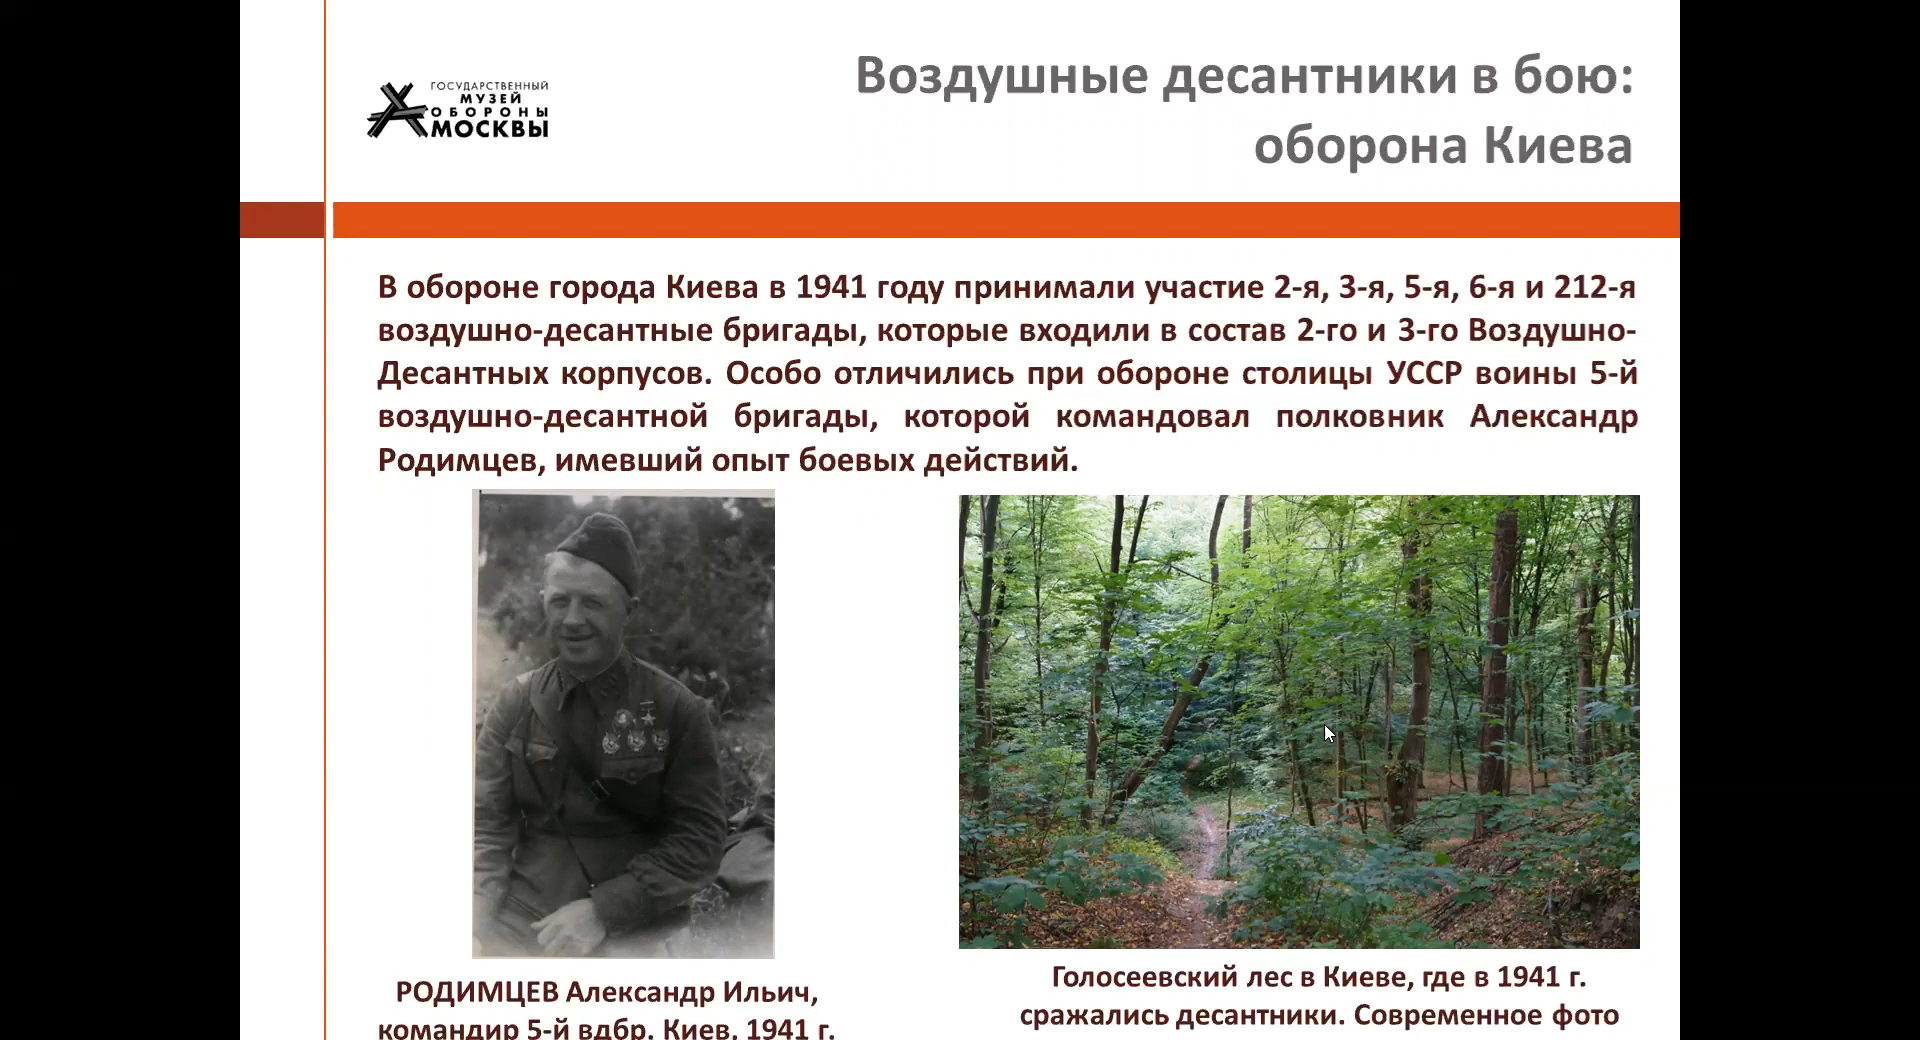 ГОСУДАРСТВЕННЫЙ
МУЗЕЙ
ОБОРОНЫ
МОСКВЫ
Воздушные десантники в бою:
оборона Киева
В обороне города Киева в 1941 году принимали участие 2-я, 3-я, 5-я, 6-я и 212-я
воздушно-десантные бригады, которые входили в состав 2-го и 3-го Воздушно-
Десантных корпусов. Особо отличились при обороне столицы УССР воины 5-й
воздушно-десантной бригады, которой командовал полковник Александр
Родимцев, имевший опыт боевых действий.
РОДИМЦЕВ Александр Ильич,
командир 5-й вдбр. Киев, 1941 г.
Голосеевский лес в Киеве, где в 1941 г.
сражались десантники. Современное фото